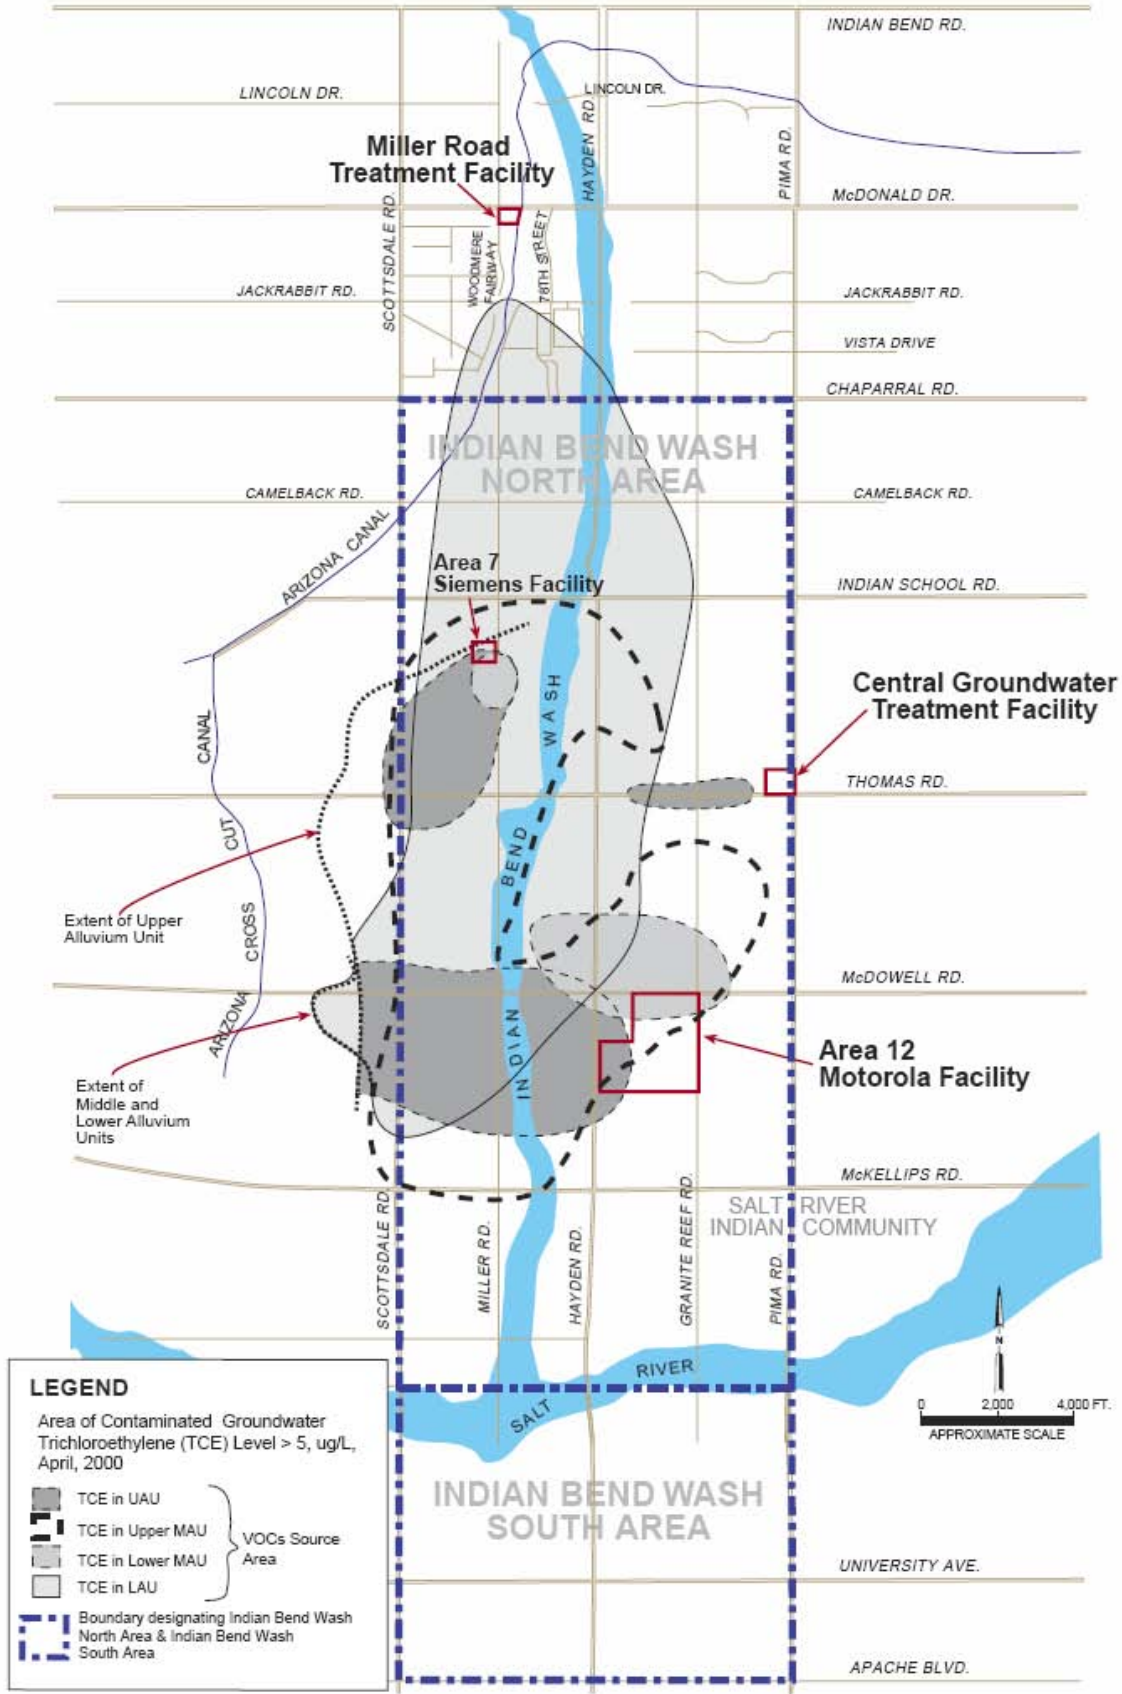 INDIAN BEND RD.
LINCOLN DR.
LINCOLN DR.
HAYDEN RD.
PIMA RD.
Miller Road
Treatment Facility
McDONALD DR.
SCOTTSDALE RD.
WOODMERE
FAIRWAY
78TH STREET
JACKRABBIT RD.
JACKRABBIT RD.
VISTA DRIVE
CHAPARRAL RD.
INDIAN BEND WASH
NORTH AREA
CAMELBACK RD.
CAMELBACK RD.
ARIZONA CANAL
Area 7
Siemens Facility
INDIAN SCHOOL RD.
Central Groundwater
Treatment Facility
THOMAS RD.
INDIAN BEND WASH
ARIZONA CROSS CUT CANAL
Extent of Upper
Alluvium Unit
McDOWELL RD.
Area 12
Motorola Facility
Extent of
Middle and
Lower Alluvium
Units
McKELLIPS RD.
SALT RIVER
INDIAN COMMUNITY
SCOTTSDALE RD.
MILLER RD.
HAYDEN RD.
GRANITE REEF RD.
PIMA RD.
N
SALT RIVER
0 2,000 4,000 FT.
APPROXIMATE SCALE
INDIAN BEND WASH
SOUTH AREA
UNIVERSITY AVE.
APACHE BLVD.
LEGEND
Area of Contaminated Groundwater
Trichloroethylene (TCE) Level > 5, ug/L,
April, 2000
TCE in UAU
TCE in Upper MAU
TCE in Lower MAU
TCE in LAU
VOCs Source
Area
Boundary designating Indian Bend Wash
North Area & Indian Bend Wash
South Area